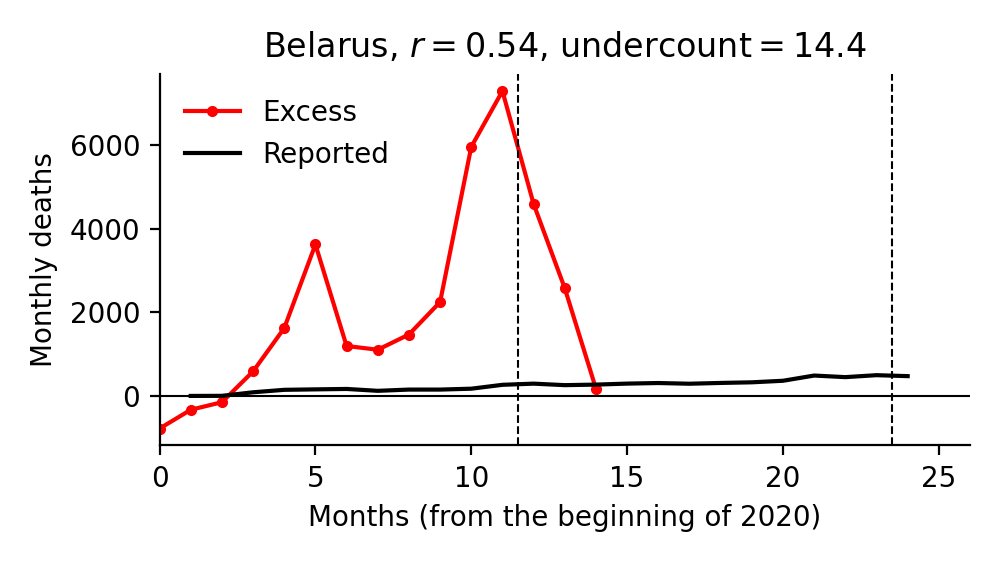 Belarus, r = 0.54, undercount = 14.4
Excess
Reported
Monthly deaths
6000
4000
2000
0
0 5 10 15 20 25
Months (from the beginning of 2020)